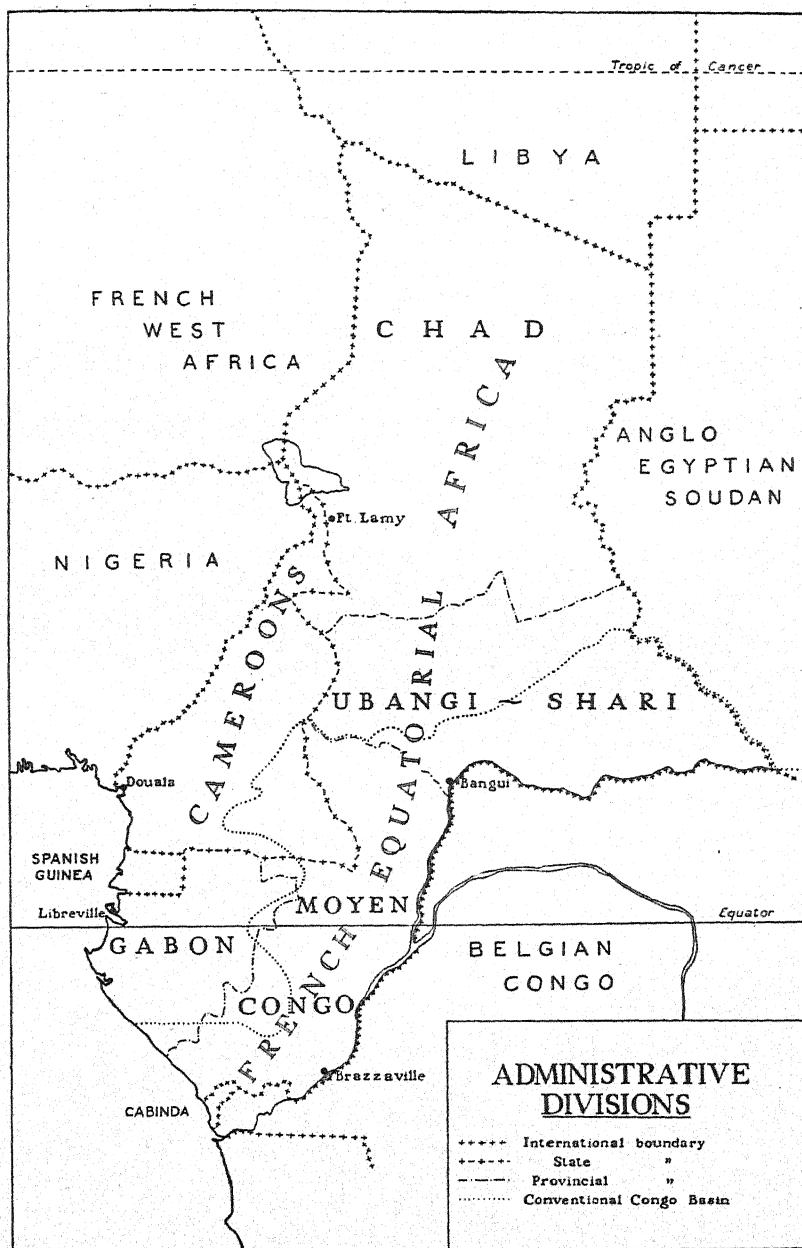 Tropic of Cancer
LIBYA
FRENCH
WEST
AFRICA
CHAD
FRENCH EQUATORIAL AFRICA
ANGLO
EGYPTIAN
SOUDAN
Ft. Lamy
NIGERIA
CAMEROONS
UBANGI - SHARI
Douala
Bangui
SPANISH
GUINEA
Libreville
MOYEN
CONGO
Equator
GABON
BELGIAN
CONGO
Brazzaville
CABINDA
ADMINISTRATIVE
DIVISIONS
International boundary
State "
Provincial "
Conventional Congo Basin